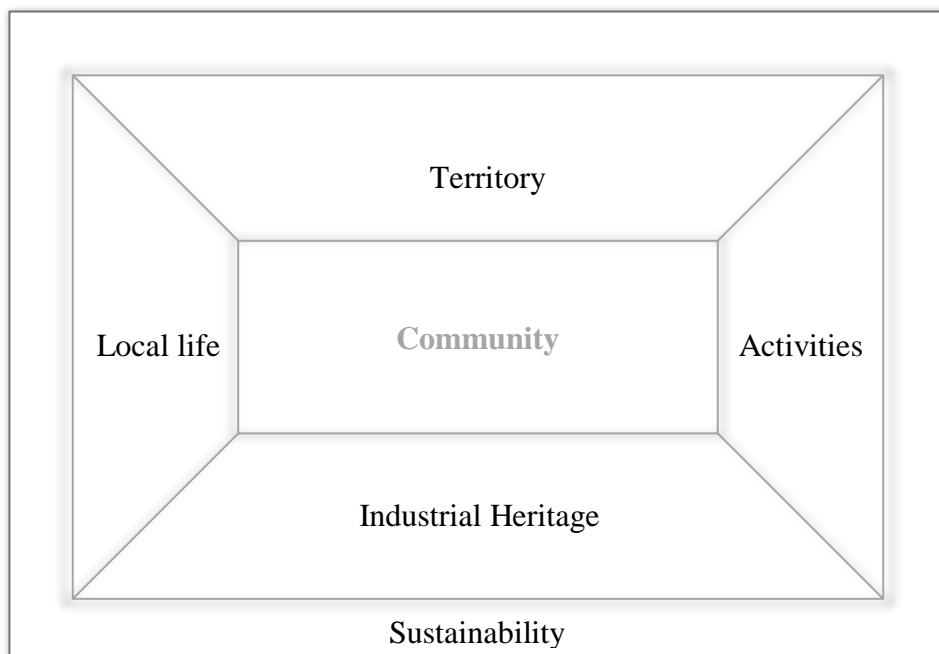 Territory
Local life
Community
Activities
Industrial Heritage
Sustainability